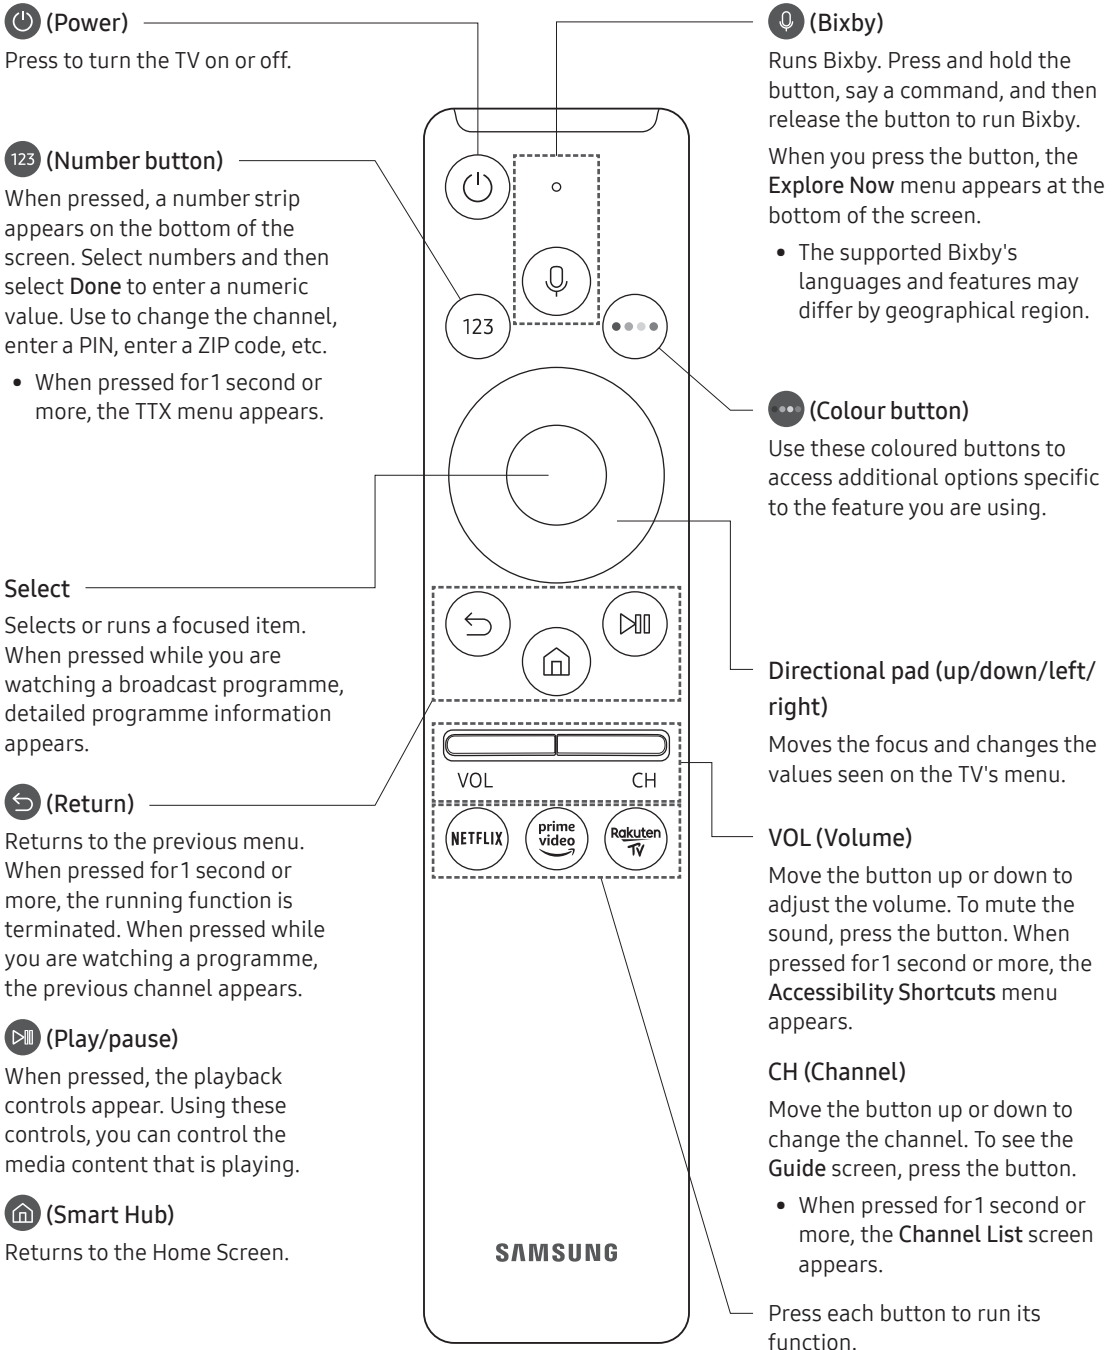 (Power)
Press to turn the TV on or off.
123 (Number button)
When pressed, a number strip
appears on the bottom of the
screen. Select numbers and then
select Done to enter a numeric
value. Use to change the channel,
enter a PIN, enter a ZIP code, etc.
• When pressed for 1 second or
more, the TTX menu appears.
Select
Selects or runs a focused item.
When pressed while you are
watching a broadcast programme,
detailed programme information
appears.
(Return)
Returns to the previous menu.
When pressed for 1 second or
more, the running function is
terminated. When pressed while
you are watching a programme,
the previous channel appears.
(Play/pause)
When pressed, the playback
controls appear. Using these
controls, you can control the
media content that is playing.
(Smart Hub)
Returns to the Home Screen.
123
VOL CH
NETFLIX
prime
video
Rakuten
TV
SAMSUNG
(Bixby)
Runs Bixby. Press and hold the
button, say a command, and then
release the button to run Bixby.
When you press the button, the
Explore Now menu appears at the
bottom of the screen.
• The supported Bixby's
languages and features may
differ by geographical region.
(Colour button)
Use these coloured buttons to
access additional options specific
to the feature you are using.
Directional pad (up/down/left/
right)
Moves the focus and changes the
values seen on the TV's menu.
VOL (Volume)
Move the button up or down to
adjust the volume. To mute the
sound, press the button. When
pressed for 1 second or more, the
Accessibility Shortcuts menu
appears.
CH (Channel)
Move the button up or down to
change the channel. To see the
Guide screen, press the button.
• When pressed for 1 second or
more, the Channel List screen
appears.
Press each button to run its
function.